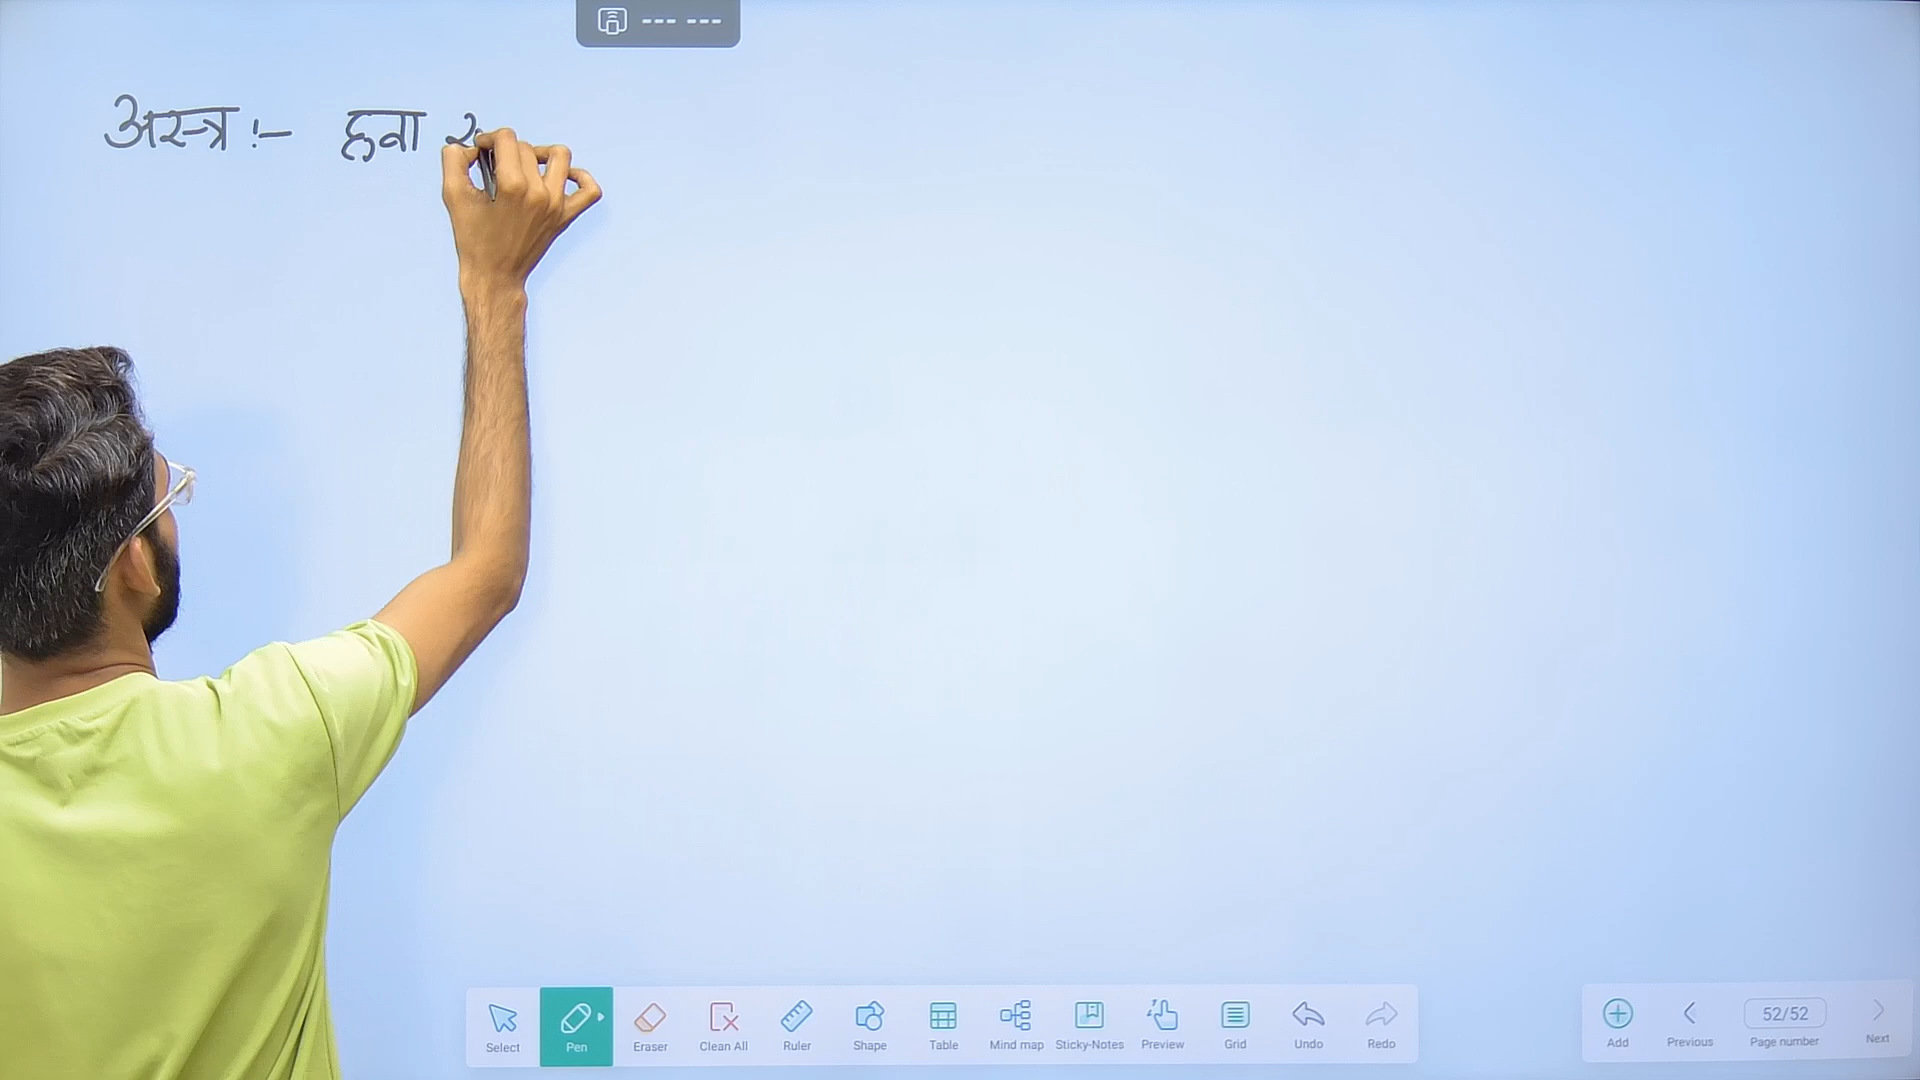 --- ---
अस्त्र :- हवा
Select
Pen
Eraser
Clean All
Ruler
Shape
Table
Mind map
Sticky-Notes
Preview
Grid
Undo
Redo
Add
Previous
52/52
Page number
Next